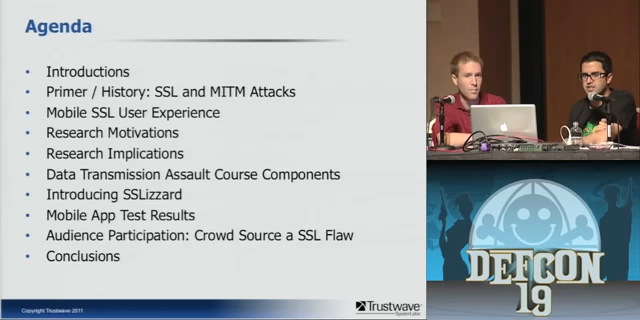 Agenda
• Introductions
• Primer / History: SSL and MITM Attacks
• Mobile SSL User Experience
• Research Motivations
• Research Implications
• Data Transmission Assault Course Components
• Introducing SSLizzard
• Mobile App Test Results
• Audience Participation: Crowd Source a SSL Flaw
• Conclusions
Copyright Trustwave 2011
Trustwave
SpiderLabs
DEFCON
19